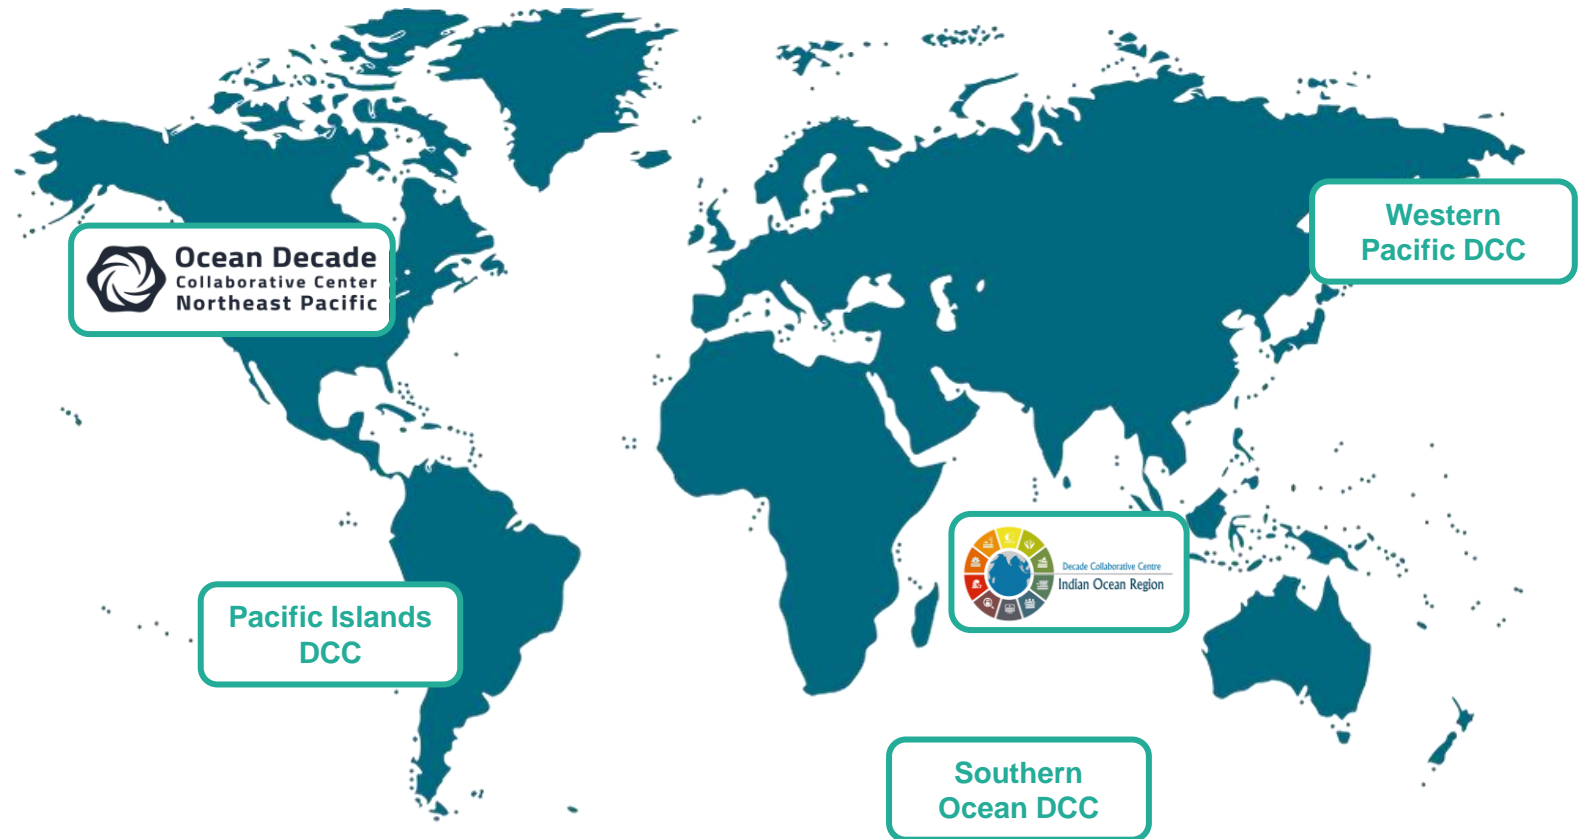 Western
Pacific DCC
Ocean Decade
Collaborative Center
Northeast Pacific
Decade Collaborative Centre
Indian Ocean Region
Pacific Islands
DCC
Southern
Ocean DCC